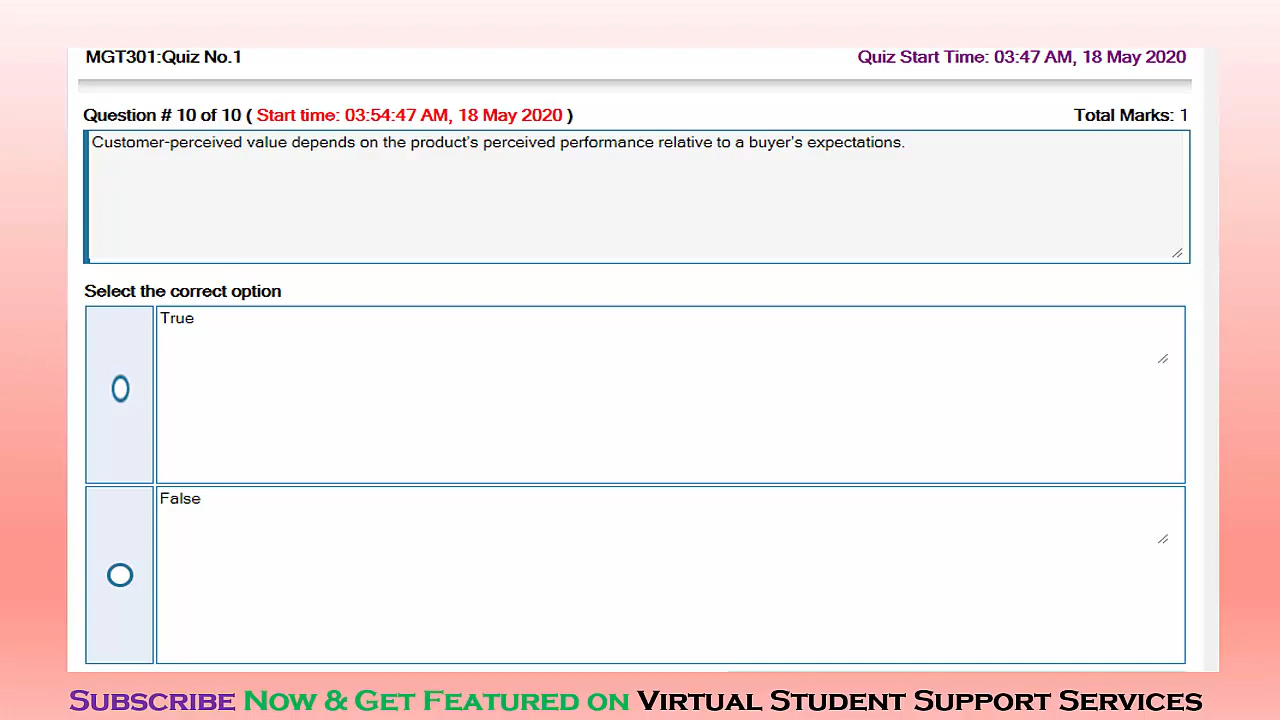 MGT301:Quiz No.1 Quiz Start Time: 03:47 AM, 18 May 2020
Question # 10 of 10 ( Start time: 03:54:47 AM, 18 May 2020 ) Total Marks: 1
Customer-perceived value depends on the product's perceived performance relative to a buyer's expectations.
Select the correct option
True
False
Subscribe Now & Get Featured on Virtual Student Support Services